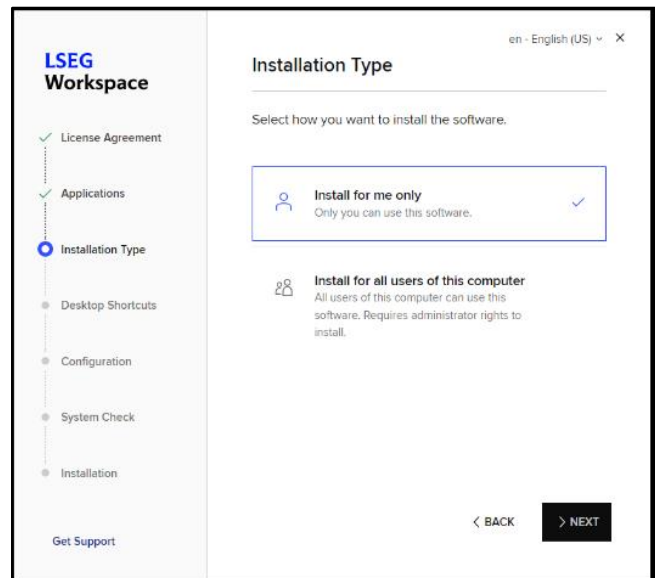 en - English (US)
LSEG
Workspace
Installation Type
Select how you want to install the software.
License Agreement
Applications
Installation Type
Desktop Shortcuts
Configuration
System Check
Installation
Get Support
Install for me only
Only you can use this software.
Install for all users of this computer
All users of this computer can use this
software. Requires administrator rights to
install.
< BACK
> NEXT